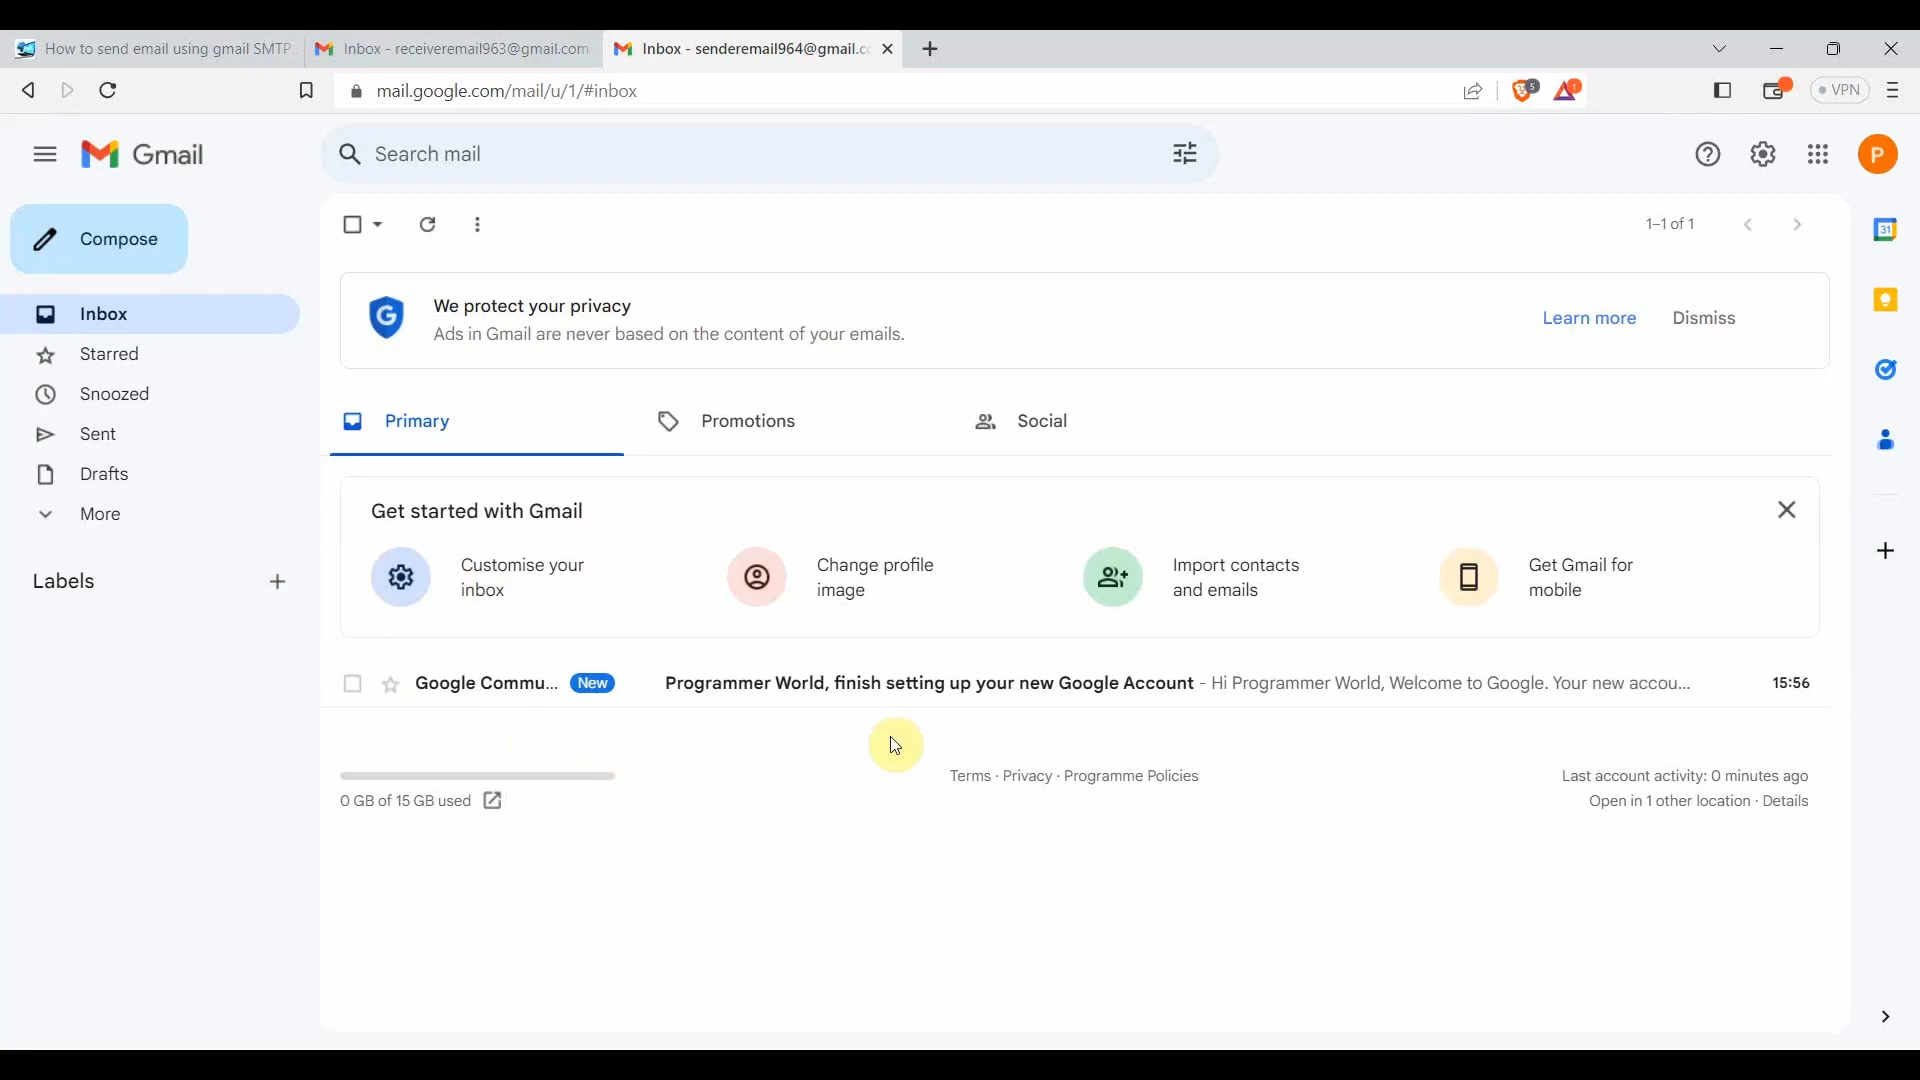 How to send email using gmail SMTP
Inbox - receiveremail963@gmail.com
Inbox - senderemail964@gmail.c
mail.google.com/mail/u/1/#inbox
5
1
VPN
Gmail
Search mail
P
Compose
1–1 of 1
31
We protect your privacy
Ads in Gmail are never based on the content of your emails.
Learn more
Dismiss
Inbox
Starred
Snoozed
Sent
Drafts
More
Labels
Primary
Promotions
Social
Get started with Gmail
Customise your
inbox
Change profile
image
Import contacts
and emails
Get Gmail for
mobile
Google Commu... New Programmer World, finish setting up your new Google Account - Hi Programmer World, Welcome to Google. Your new accou... 15:56
0 GB of 15 GB used
Terms · Privacy · Programme Policies
Last account activity: 0 minutes ago
Open in 1 other location · Details